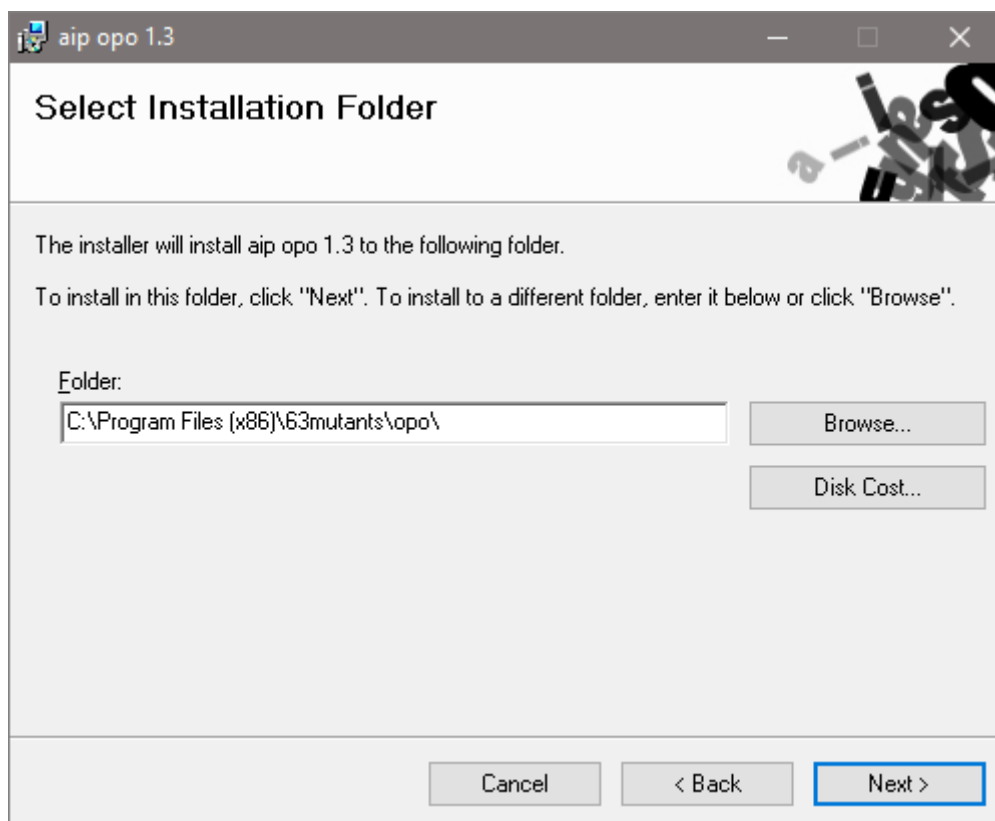 aip opo 1.3
Select Installation Folder
The installer will install aip opo 1.3 to the following folder.
To install in this folder, click "Next". To install to a different folder, enter it below or click "Browse".
Folder:
C:\Program Files (x86)\63mutants\opo\
Browse...
Disk Cost...
Cancel
< Back
Next >